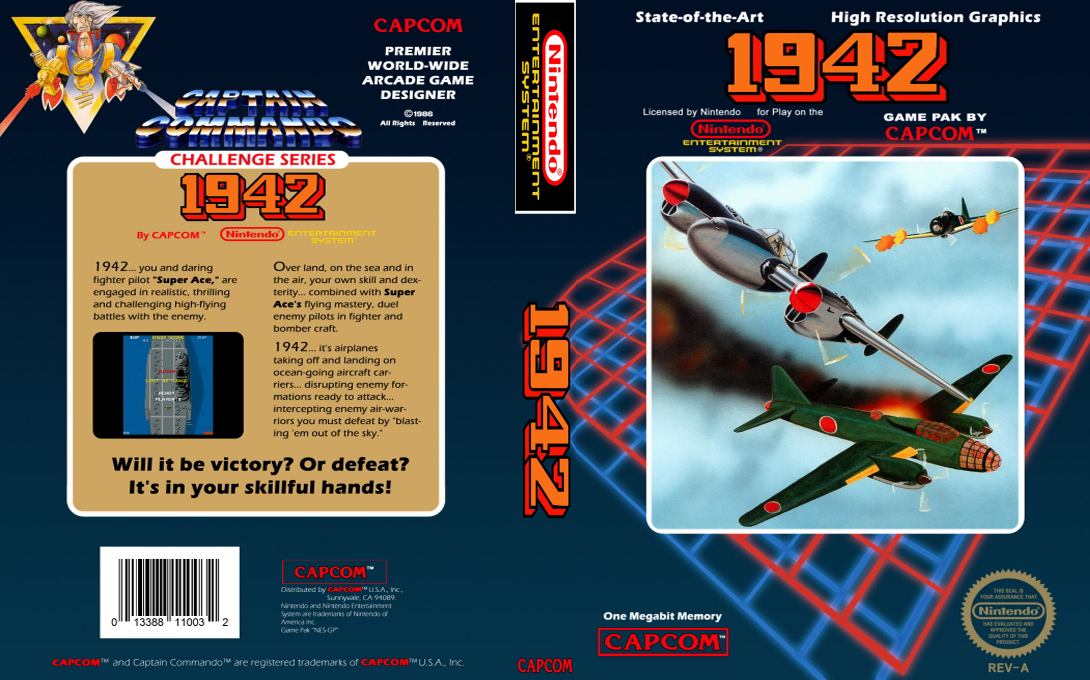 CAPCOM
PREMIER
WORLD-WIDE
ARCADE GAME
DESIGNER
©1986
All Rights Reserved
CAPTAIN
COMMANDO
CHALLENGE SERIES
1942
By CAPCOM™ Nintendo® ENTERTAINMENT
SYSTEM®
1942... you and daring
fighter pilot "Super Ace," are
engaged in realistic, thrilling
and challenging high-flying
battles with the enemy.
Over land, on the sea and in
the air, your own skill and dex-
terity... combined with Super
Ace's flying mastery, duel
enemy pilots in fighter and
bomber craft.
1942... it's airplanes
taking off and landing on
ocean-going aircraft car-
riers... disrupting enemy for-
mations ready to attack...
intercepting enemy air-war-
riors you must defeat by "blast-
ing 'em out of the sky."
READY
PLAYER 1
Will it be victory? Or defeat?
It's in your skillful hands!
0 13388 11003 2
CAPCOM™
Distributed by CAPCOM™ U.S.A., Inc.,
Sunnyvale, CA 94089.
Nintendo and Nintendo Entertainment
System are trademarks of Nintendo of
America Inc.
Game Pak "NES-GP"
CAPCOM™ and Captain Commando™ are registered trademarks of CAPCOM™ U.S.A., Inc.
Nintendo®
ENTERTAINMENT
SYSTEM®
1942
CAPCOM
State-of-the-Art High Resolution Graphics
1942
Licensed by Nintendo for Play on the
Nintendo
ENTERTAINMENT
SYSTEM®
GAME PAK BY
CAPCOM™
One Megabit Memory
CAPCOM™
THIS SEAL IS
YOUR ASSURANCE THAT
Nintendo
HAS EVALUATED AND
APPROVED THE
QUALITY OF THIS
PRODUCT.
REV-A